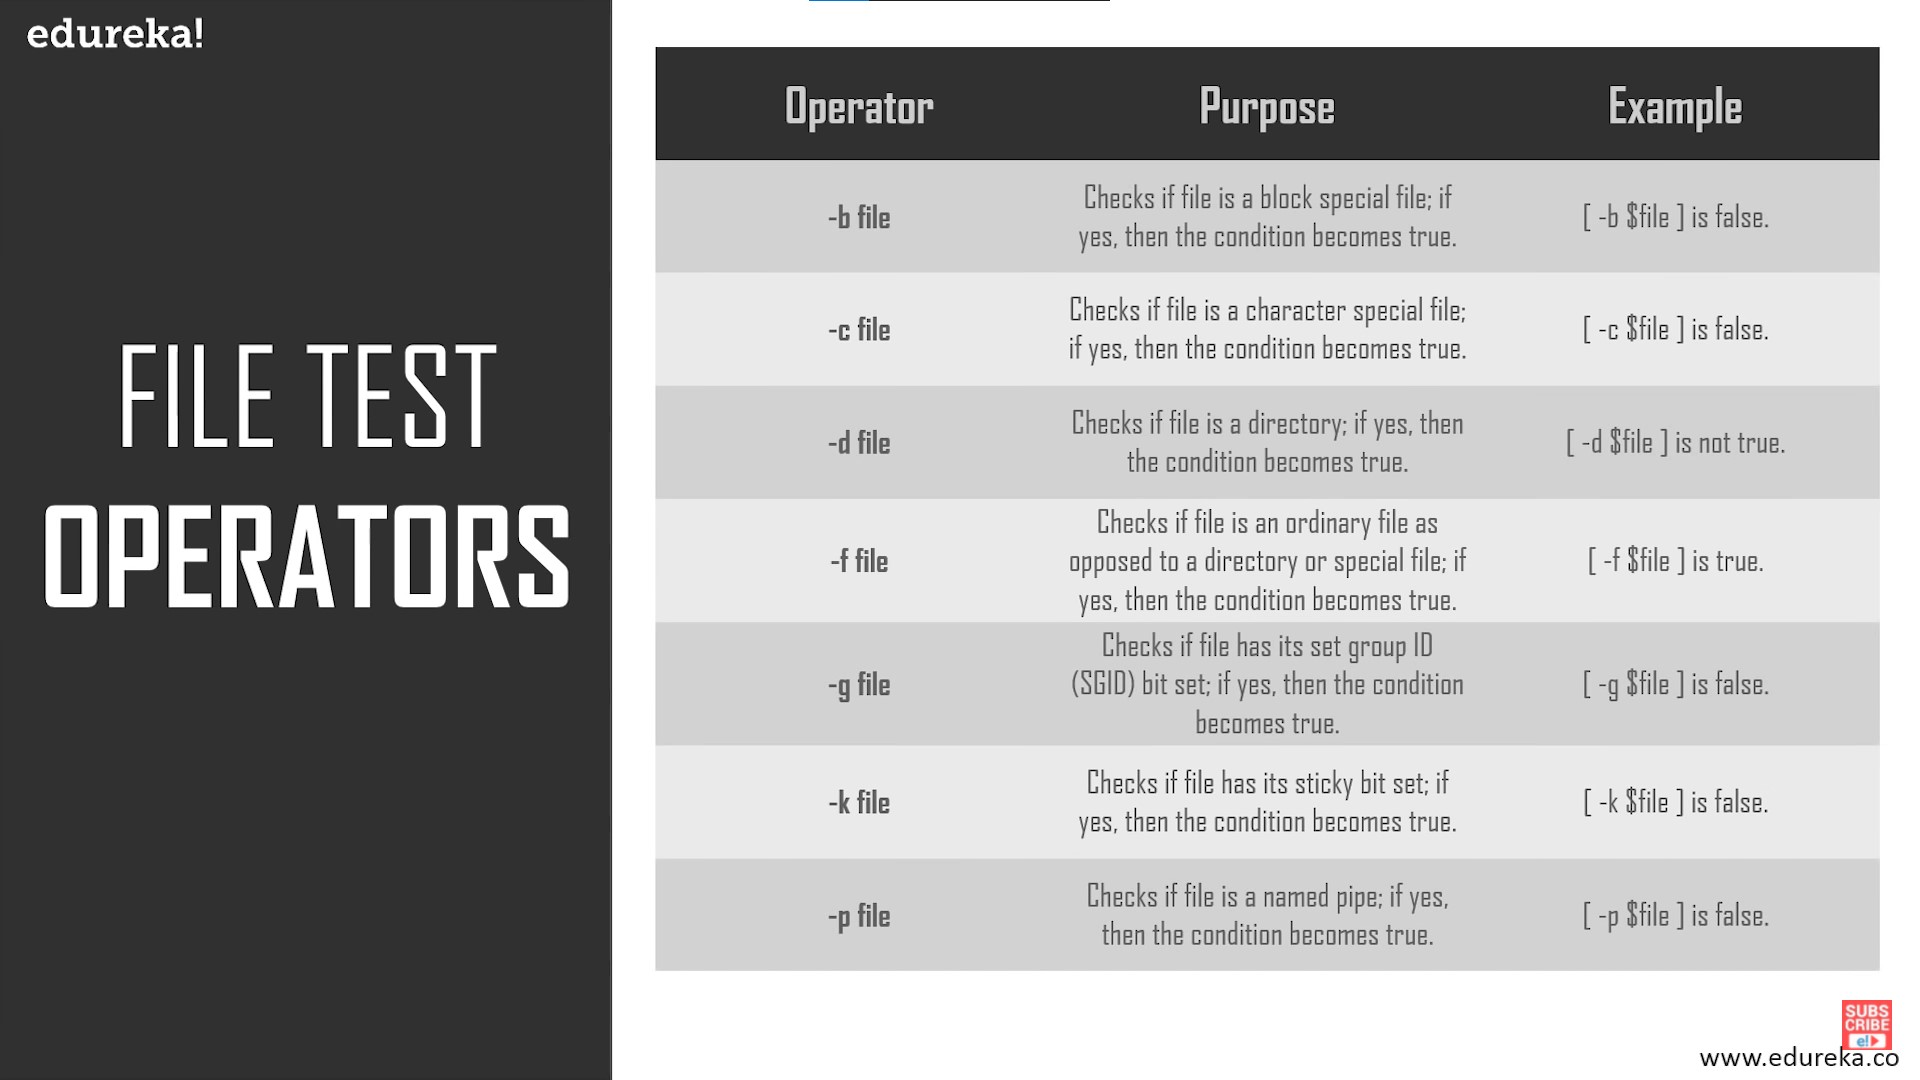 edureka!
FILE TEST
OPERATORS
Operator Purpose Example
-b file
Checks if file is a block special file; if
yes, then the condition becomes true.
[ -b $file ] is false.
-c file
Checks if file is a character special file;
if yes, then the condition becomes true.
[ -c $file ] is false.
-d file
Checks if file is a directory; if yes, then
the condition becomes true.
[ -d $file ] is not true.
-f file
Checks if file is an ordinary file as
opposed to a directory or special file; if
yes, then the condition becomes true.
[ -f $file ] is true.
-g file
Checks if file has its set group ID
(SGID) bit set; if yes, then the condition
becomes true.
[ -g $file ] is false.
-k file
Checks if file has its sticky bit set; if
yes, then the condition becomes true.
[ -k $file ] is false.
-p file
Checks if file is a named pipe; if yes,
then the condition becomes true.
[ -p $file ] is false.
SUBS
CRIBE
e!
www.edureka.co